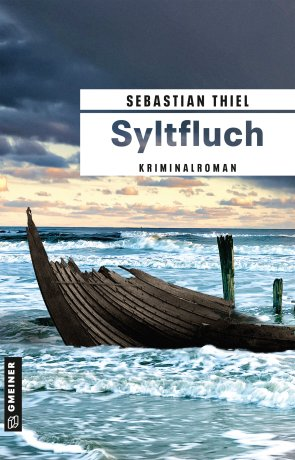 SEBASTIAN THIEL
Syltfluch
KRIMINALROMAN
GMEINER